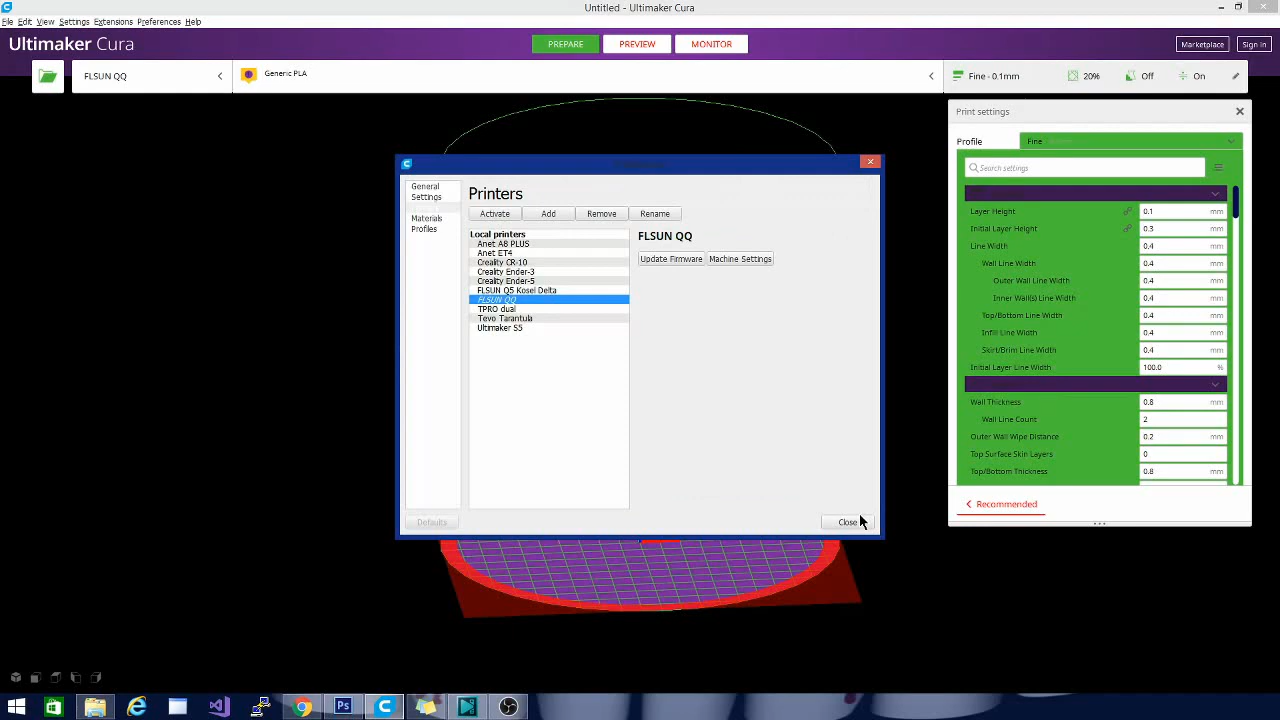 Untitled - Ultimaker Cura
File Edit View Settings Extensions Preferences Help
Ultimaker Cura
PREPARE
PREVIEW
MONITOR
Marketplace
Sign in
FLSUN QQ
Generic PLA
Fine - 0.1mm
20%
Off
On
Print settings
Profile
Fine
Search settings
Layer Height 0.1 mm
Initial Layer Height 0.3 mm
Line Width 0.4 mm
Wall Line Width 0.4 mm
Outer Wall Line Width 0.4 mm
Inner Wall(s) Line Width 0.4 mm
Top/Bottom Line Width 0.4 mm
Infill Line Width 0.4 mm
Skirt/Brim Line Width 0.4 mm
Initial Layer Line Width 100.0 %
Wall Thickness 0.8 mm
Wall Line Count 2
Outer Wall Wipe Distance 0.2 mm
Top Surface Skin Layers 0
Top/Bottom Thickness 0.8 mm
Recommended
General
Settings
Materials
Profiles
Printers
Activate
Add
Remove
Rename
Local printers
Anet A8 PLUS
Anet ET4
Creality CR-10
Creality Ender-3
Creality Ender-5
FLSUN Q5 Kosel Delta
FLSUN QQ
TPRO dual
Tevo Tarantula
Ultimaker S5
FLSUN QQ
Update Firmware
Machine Settings
Defaults
Close
Ps